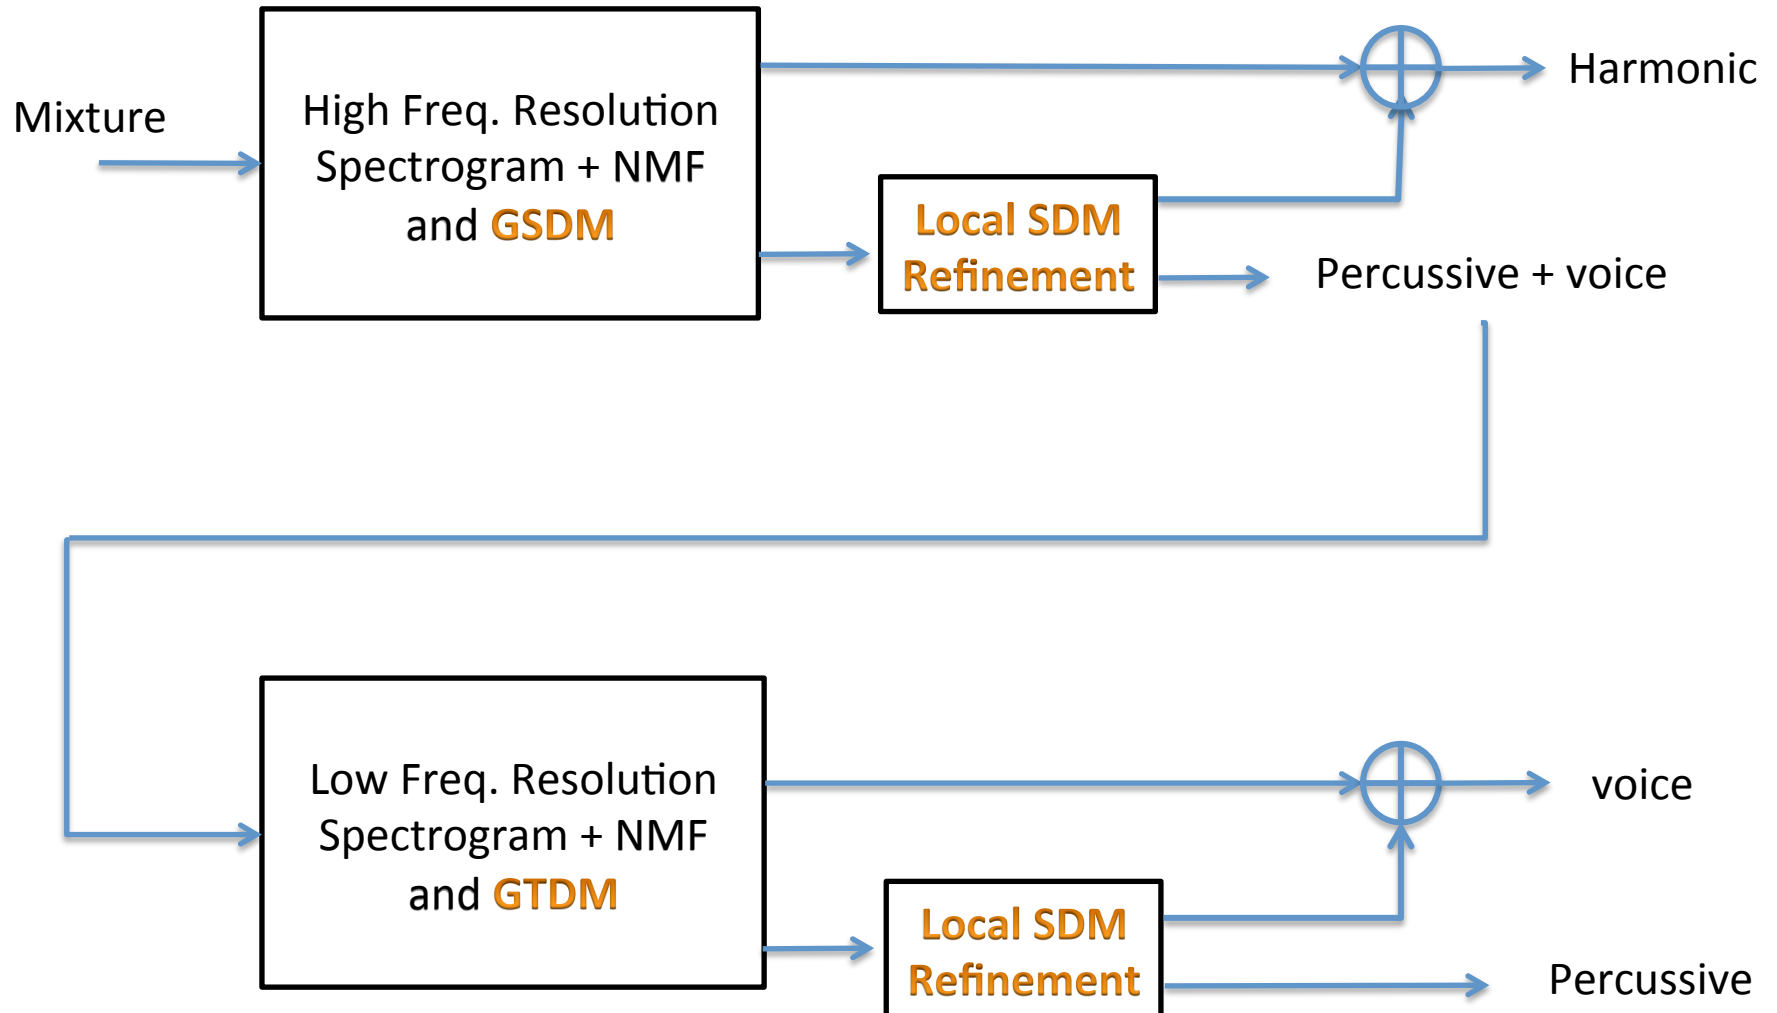 Mixture
High Freq. Resolution
Spectrogram + NMF
and GSDM
Harmonic
Local SDM
Refinement
Percussive + voice
Low Freq. Resolution
Spectrogram + NMF
and GTDM
voice
Local SDM
Refinement
Percussive